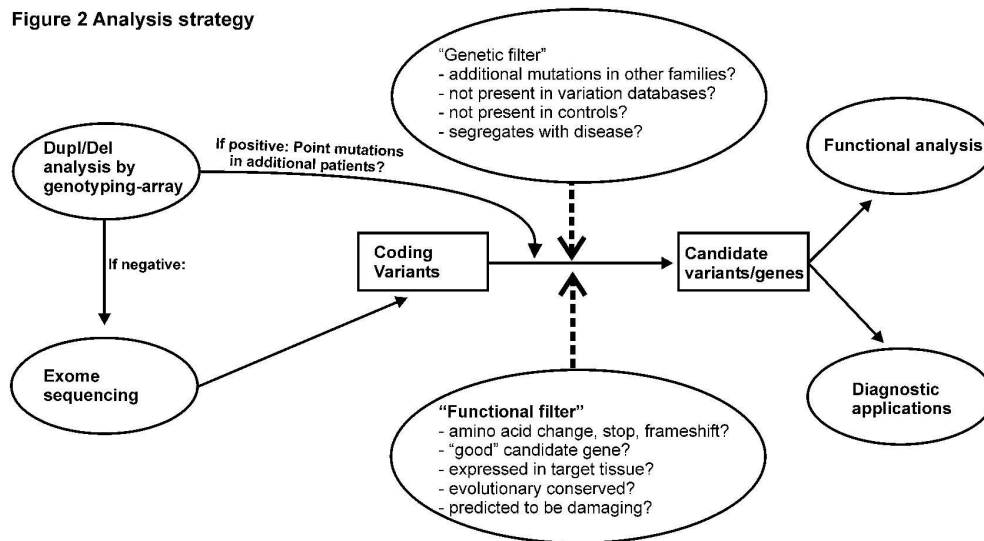 Figure 2 Analysis strategy
"Genetic filter"
- additional mutations in other families?
- not present in variation databases?
- not present in controls?
- segregates with disease?
Dupl/Del
analysis by
genotyping-array
If positive: Point mutations
in additional patients?
Functional analysis
If negative:
Coding
Variants
Candidate
variants/genes
Exome
sequencing
"Functional filter"
- amino acid change, stop, frameshift?
- "good" candidate gene?
- expressed in target tissue?
- evolutionary conserved?
- predicted to be damaging?
Diagnostic
applications